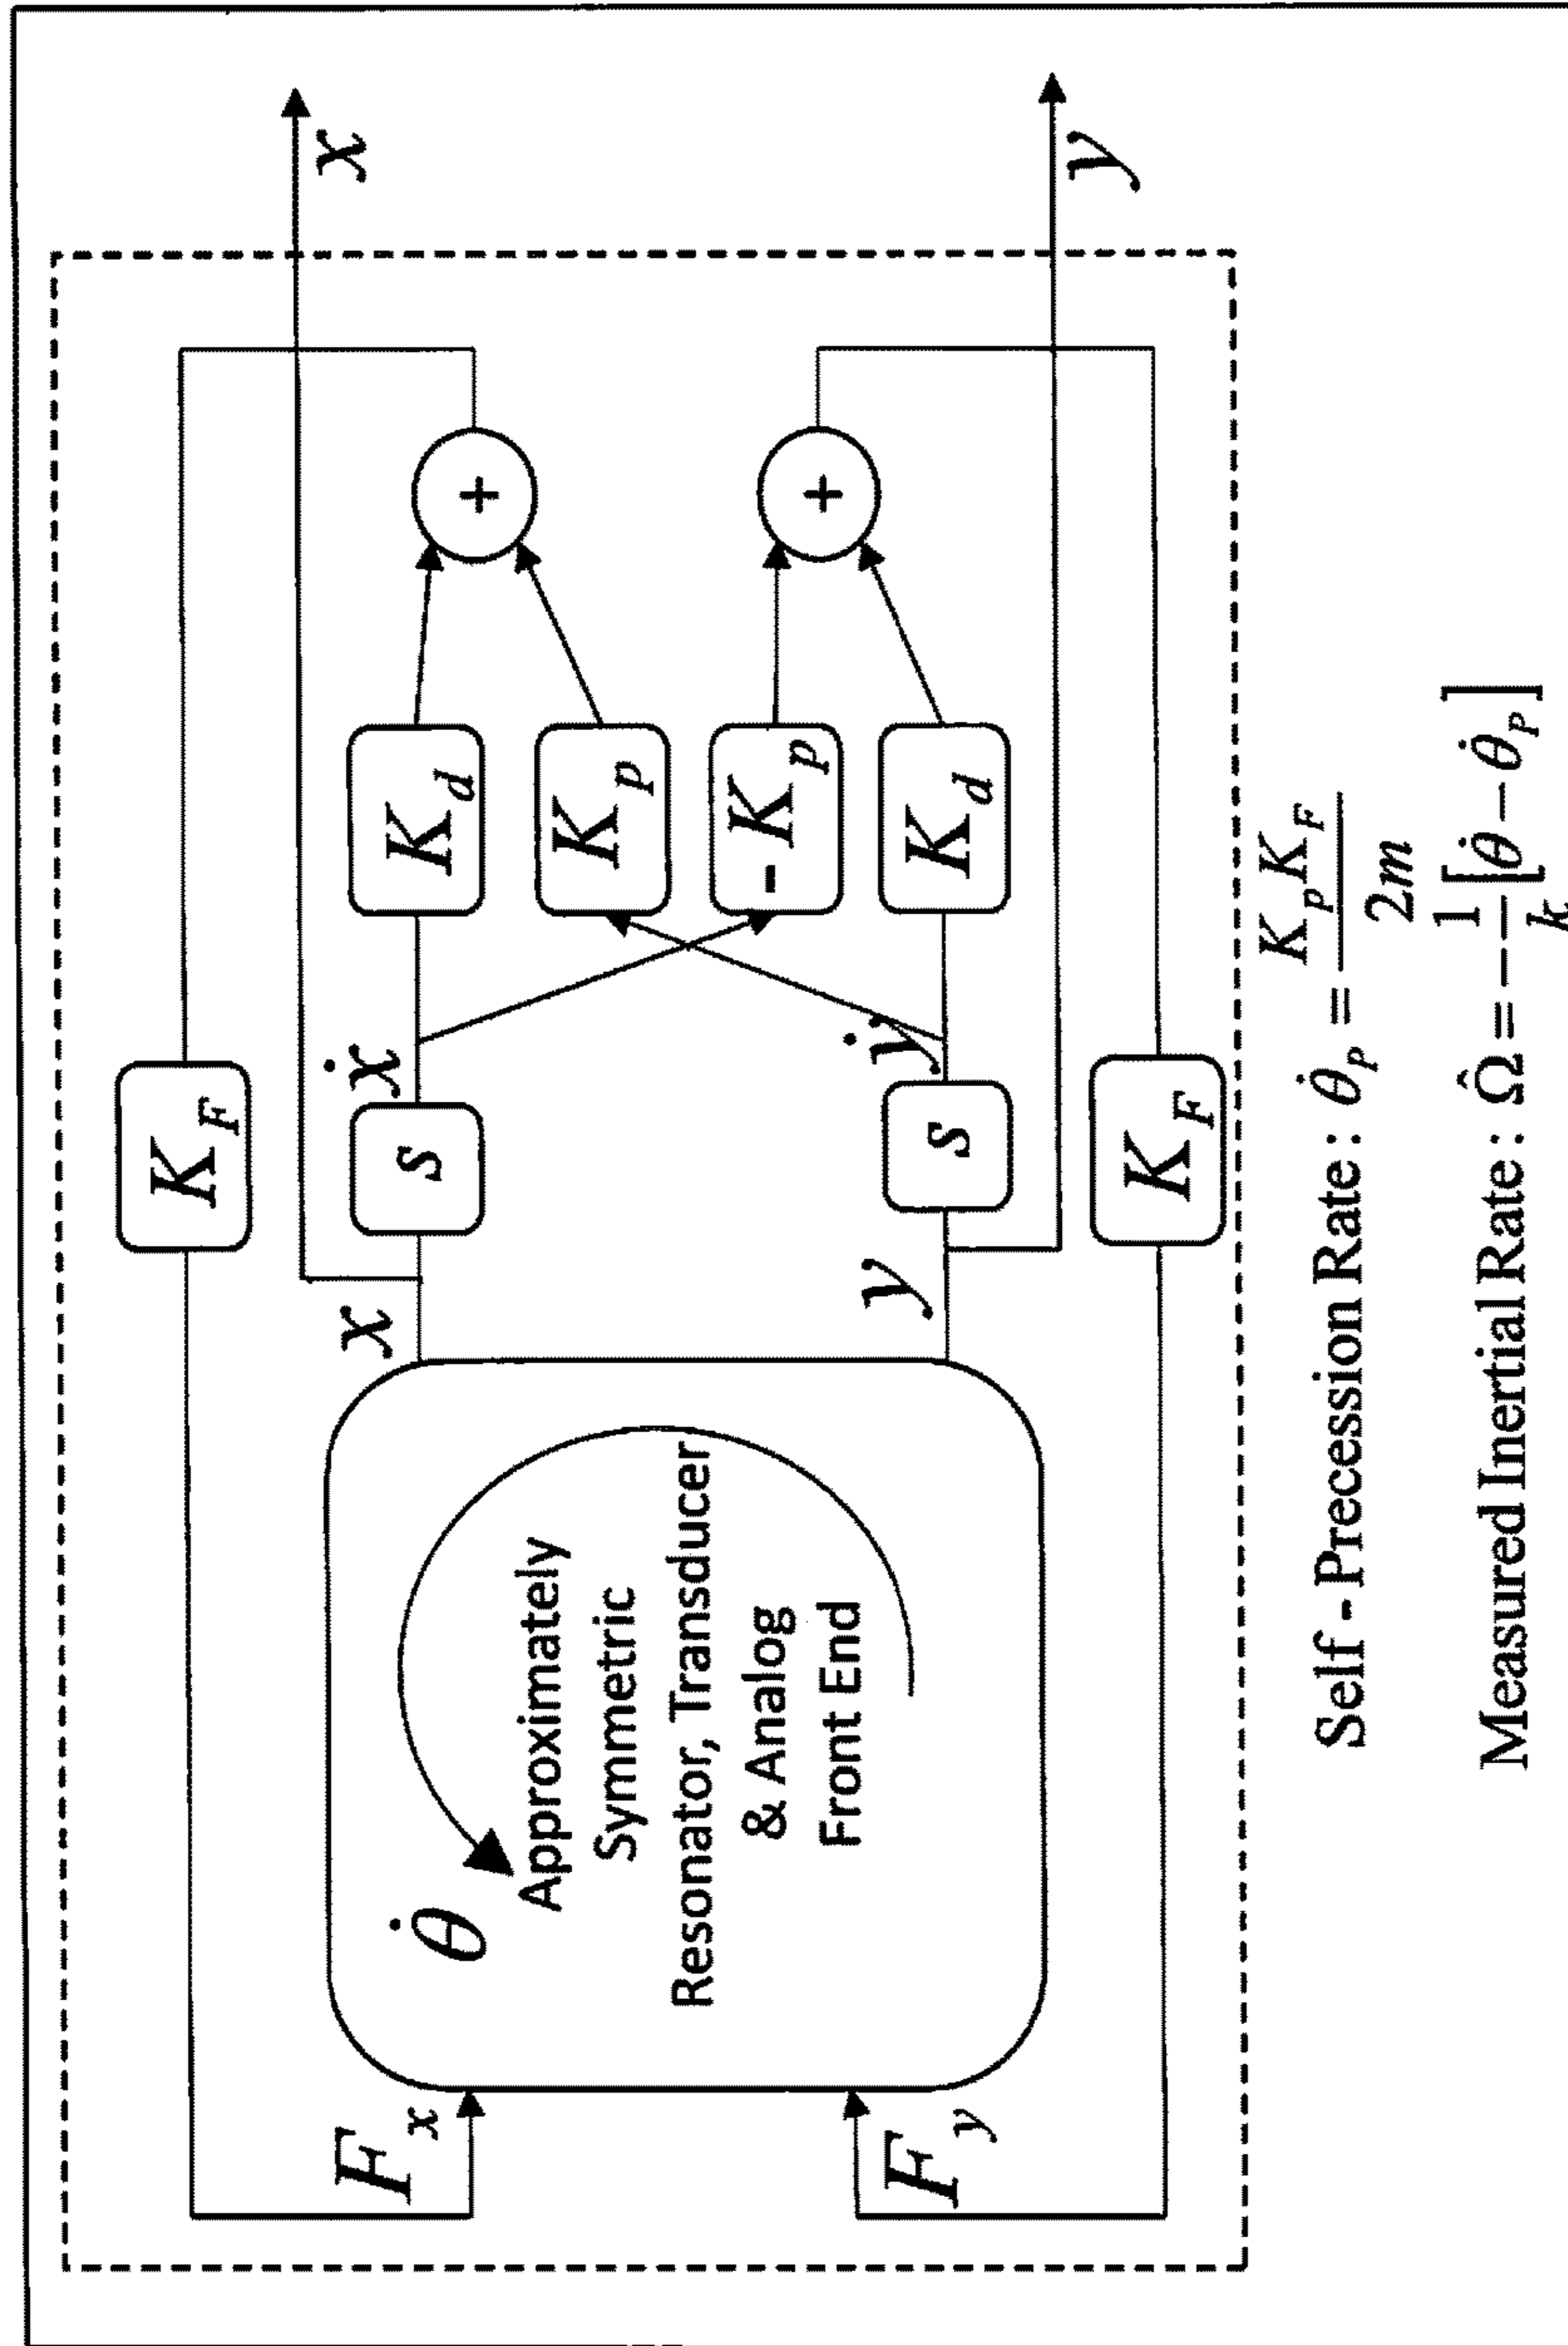 K_F
x
x
ẋ
s
K_d
K_p
+
F_x
θ̇
Approximately
Symmetric
Resonator, Transducer
& Analog
Front End
F_y
y
s
ẏ
- K_p
K_d
+
y
K_F
Self - Precession Rate : θ̇_P = K_p K_F / 2m
Measured Inertial Rate : Ω̂ = - 1/k [θ̇ - θ̇_P]